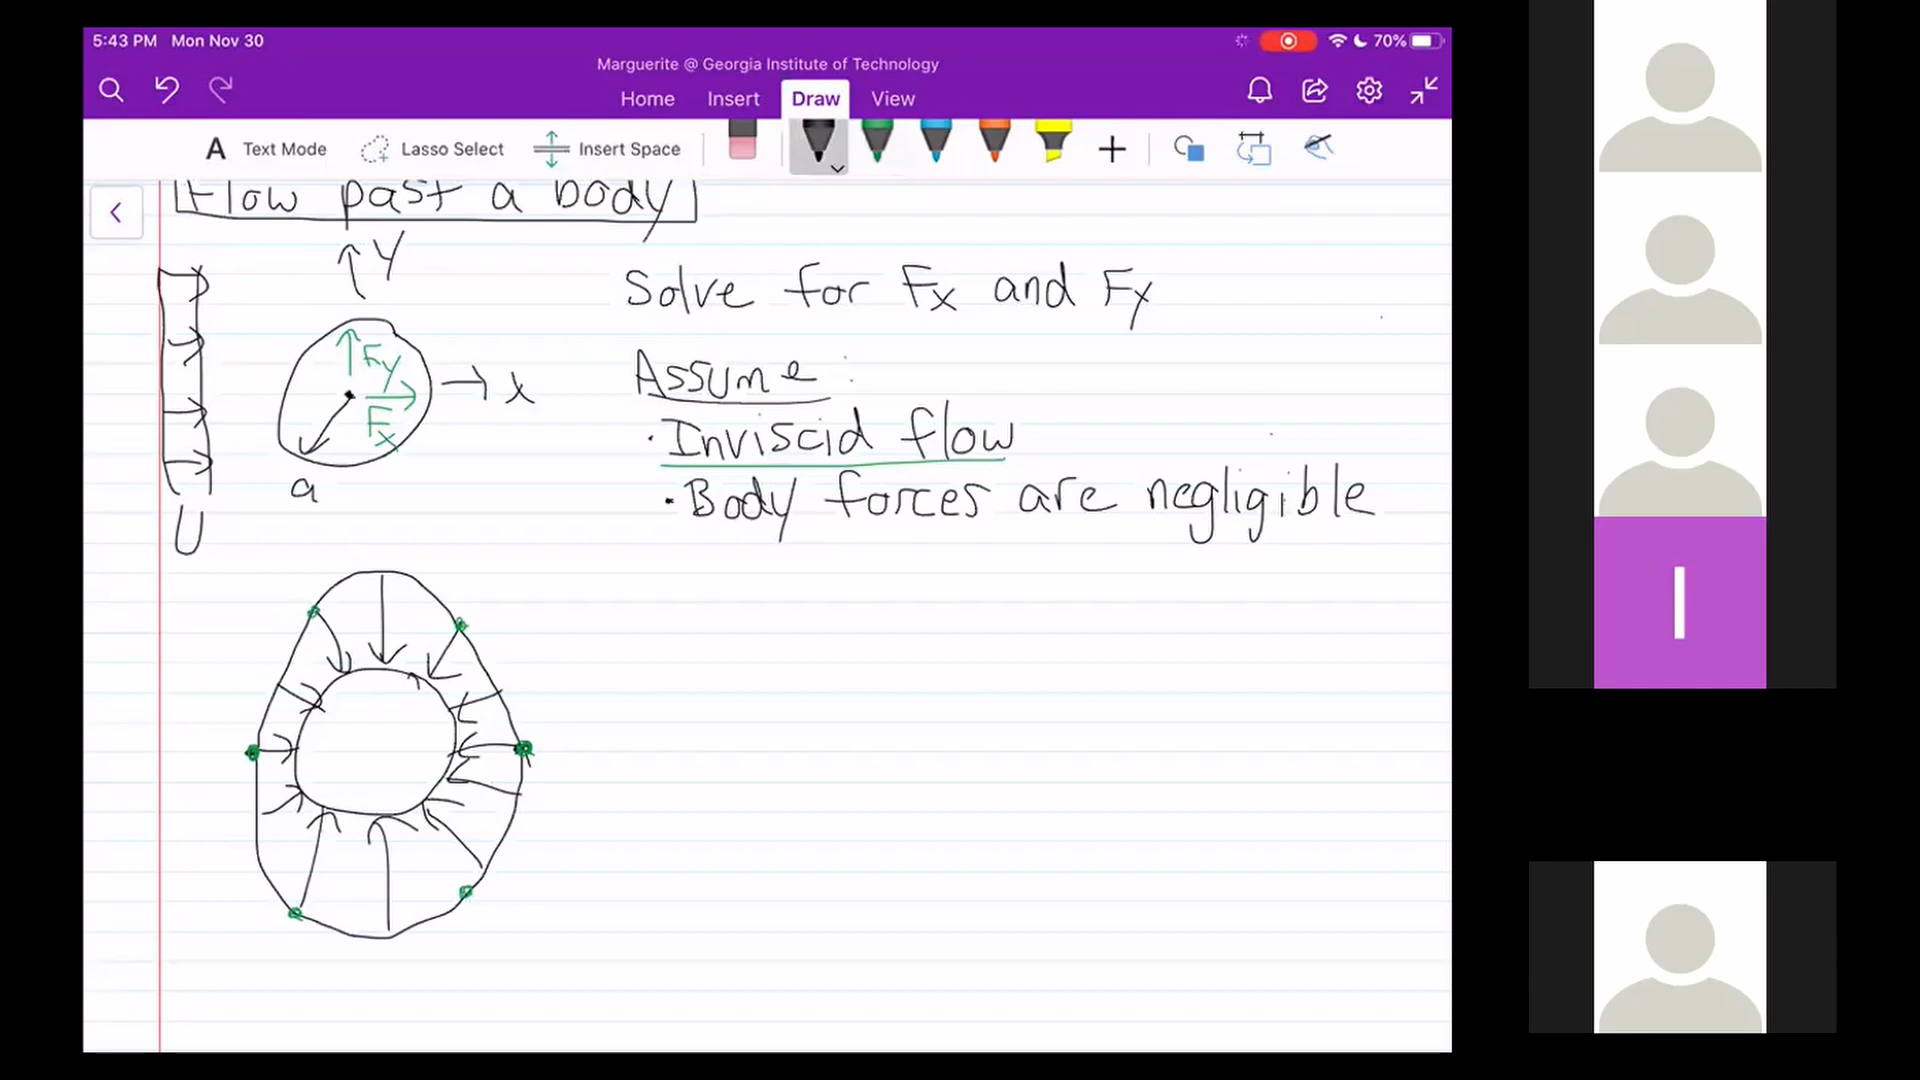 5:43 PM Mon Nov 30
70%
Marguerite @ Georgia Institute of Technology
Home Insert Draw View
A Text Mode Lasso Select Insert Space
Flow past a body
Y
Solve for Fx and Fy
Fy
Assume:
x
Fx
· Inviscid flow
a
· Body forces are negligible
U
I